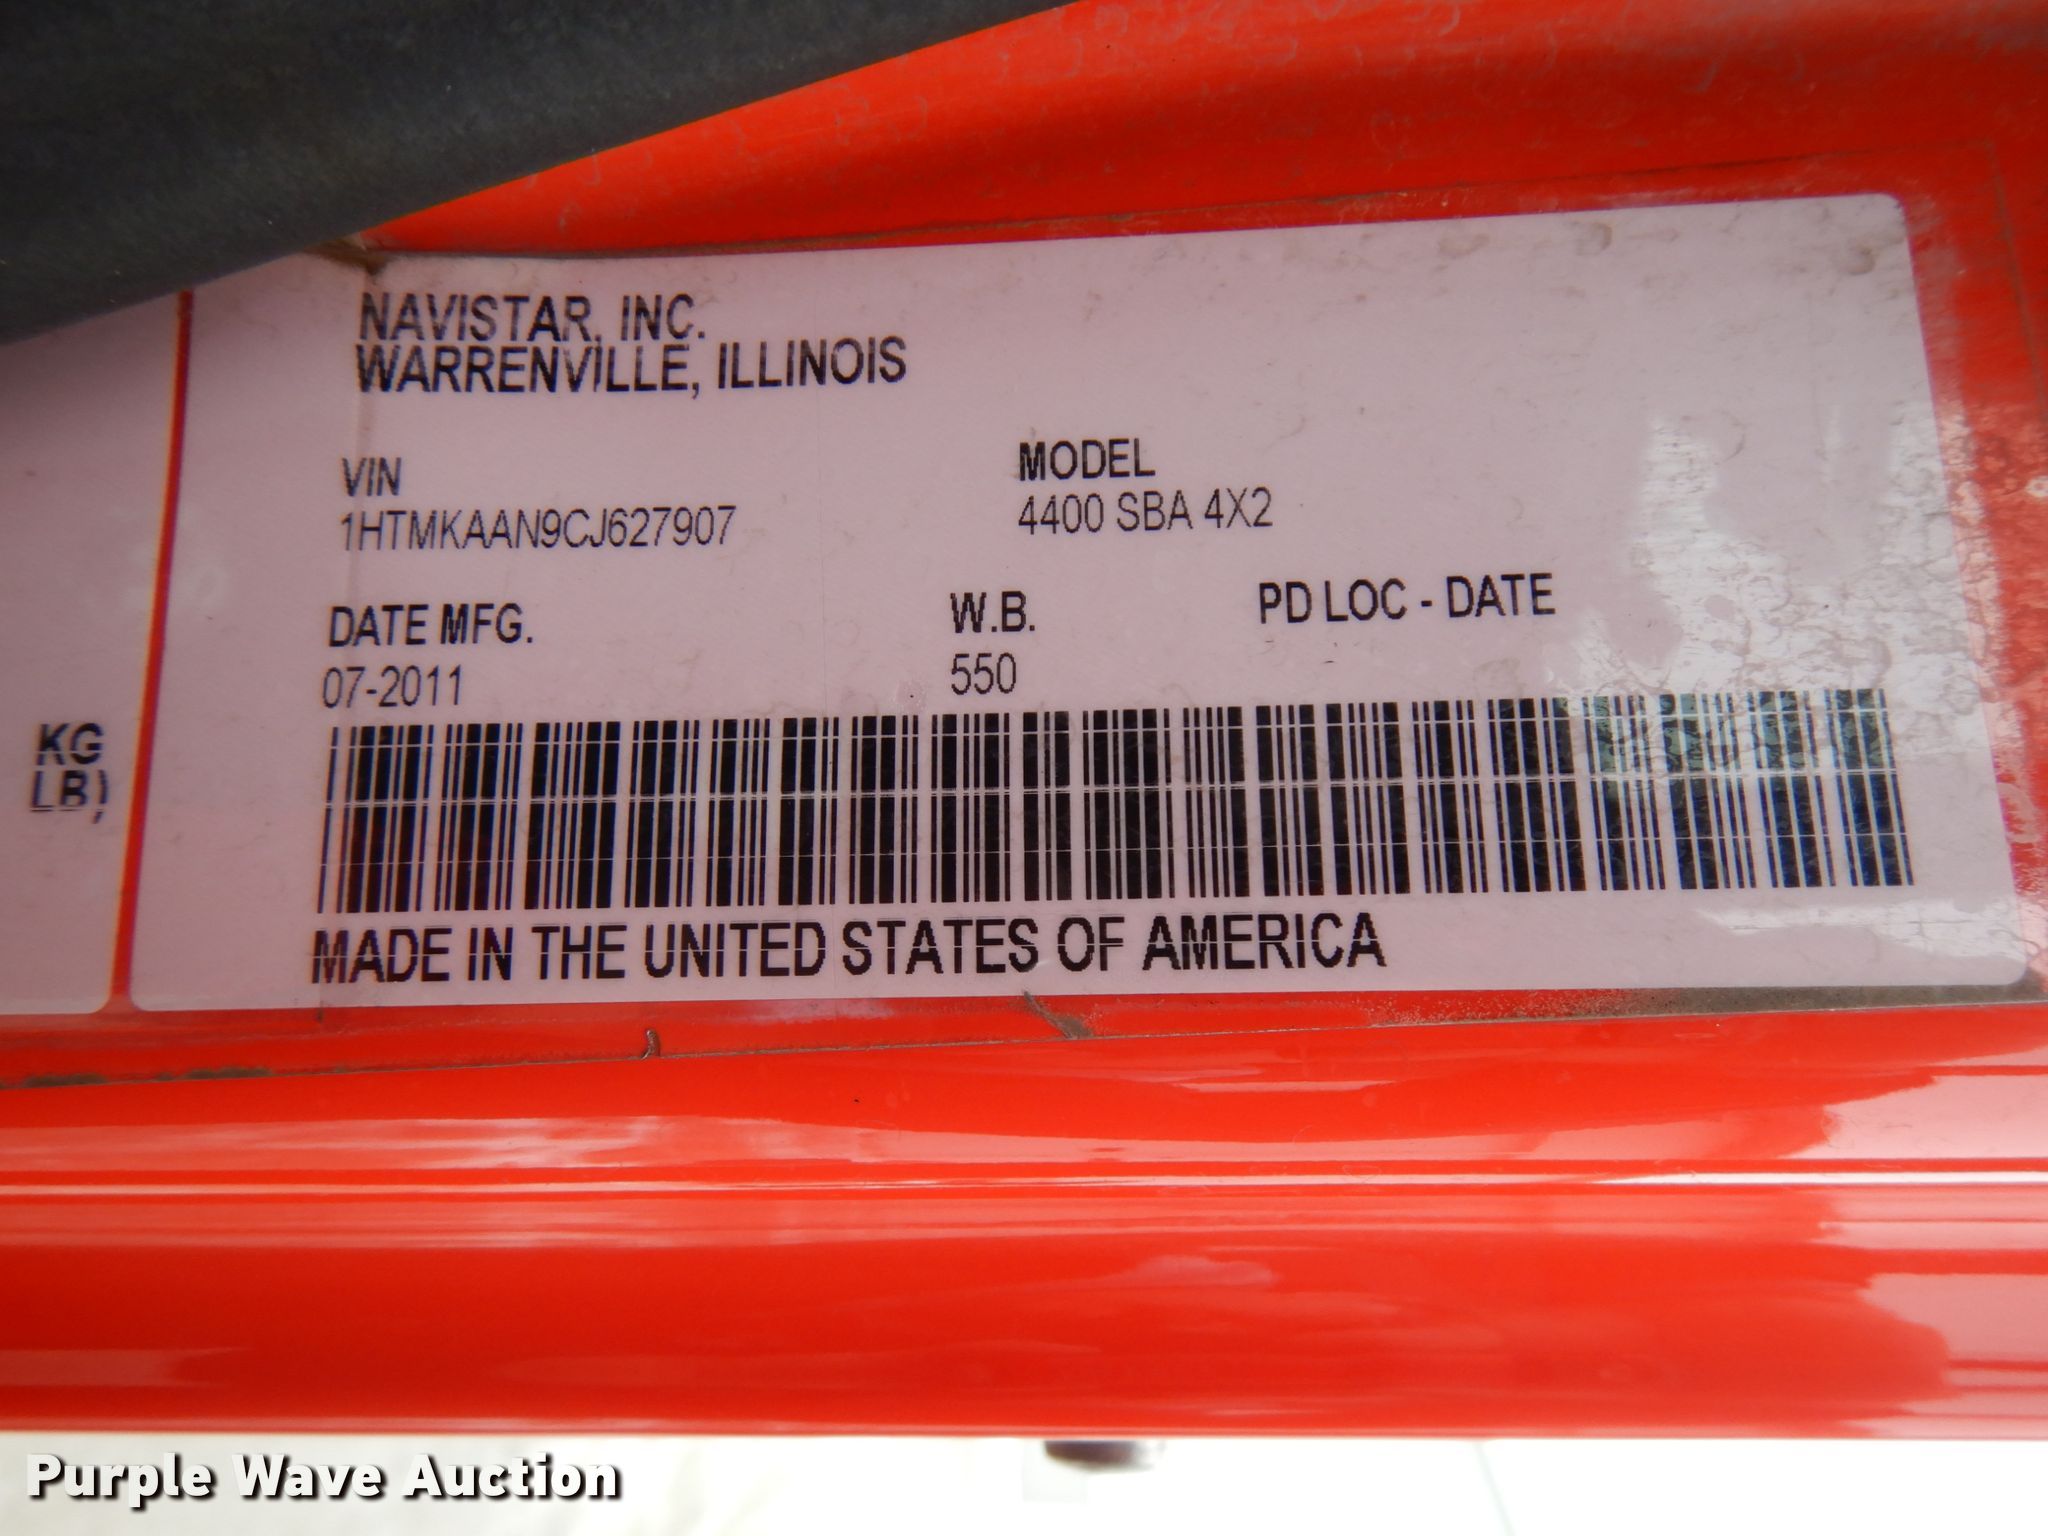 NAVISTAR, INC.
WARRENVILLE, ILLINOIS
VIN
1HTMKAAN9CJ627907
MODEL
4400 SBA 4X2
DATE MFG.
07-2011
W.B.
550
PD LOC - DATE
KG
LB)
MADE IN THE UNITED STATES OF AMERICA
Purple Wave Auction